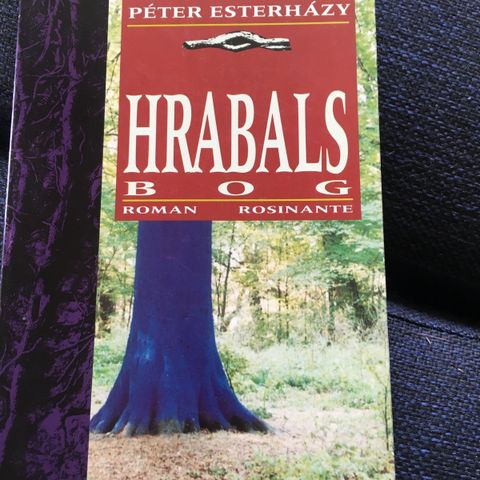 PÉTER ESTERHÁZY
HRABALS
BOG
ROMAN ROSINANTE